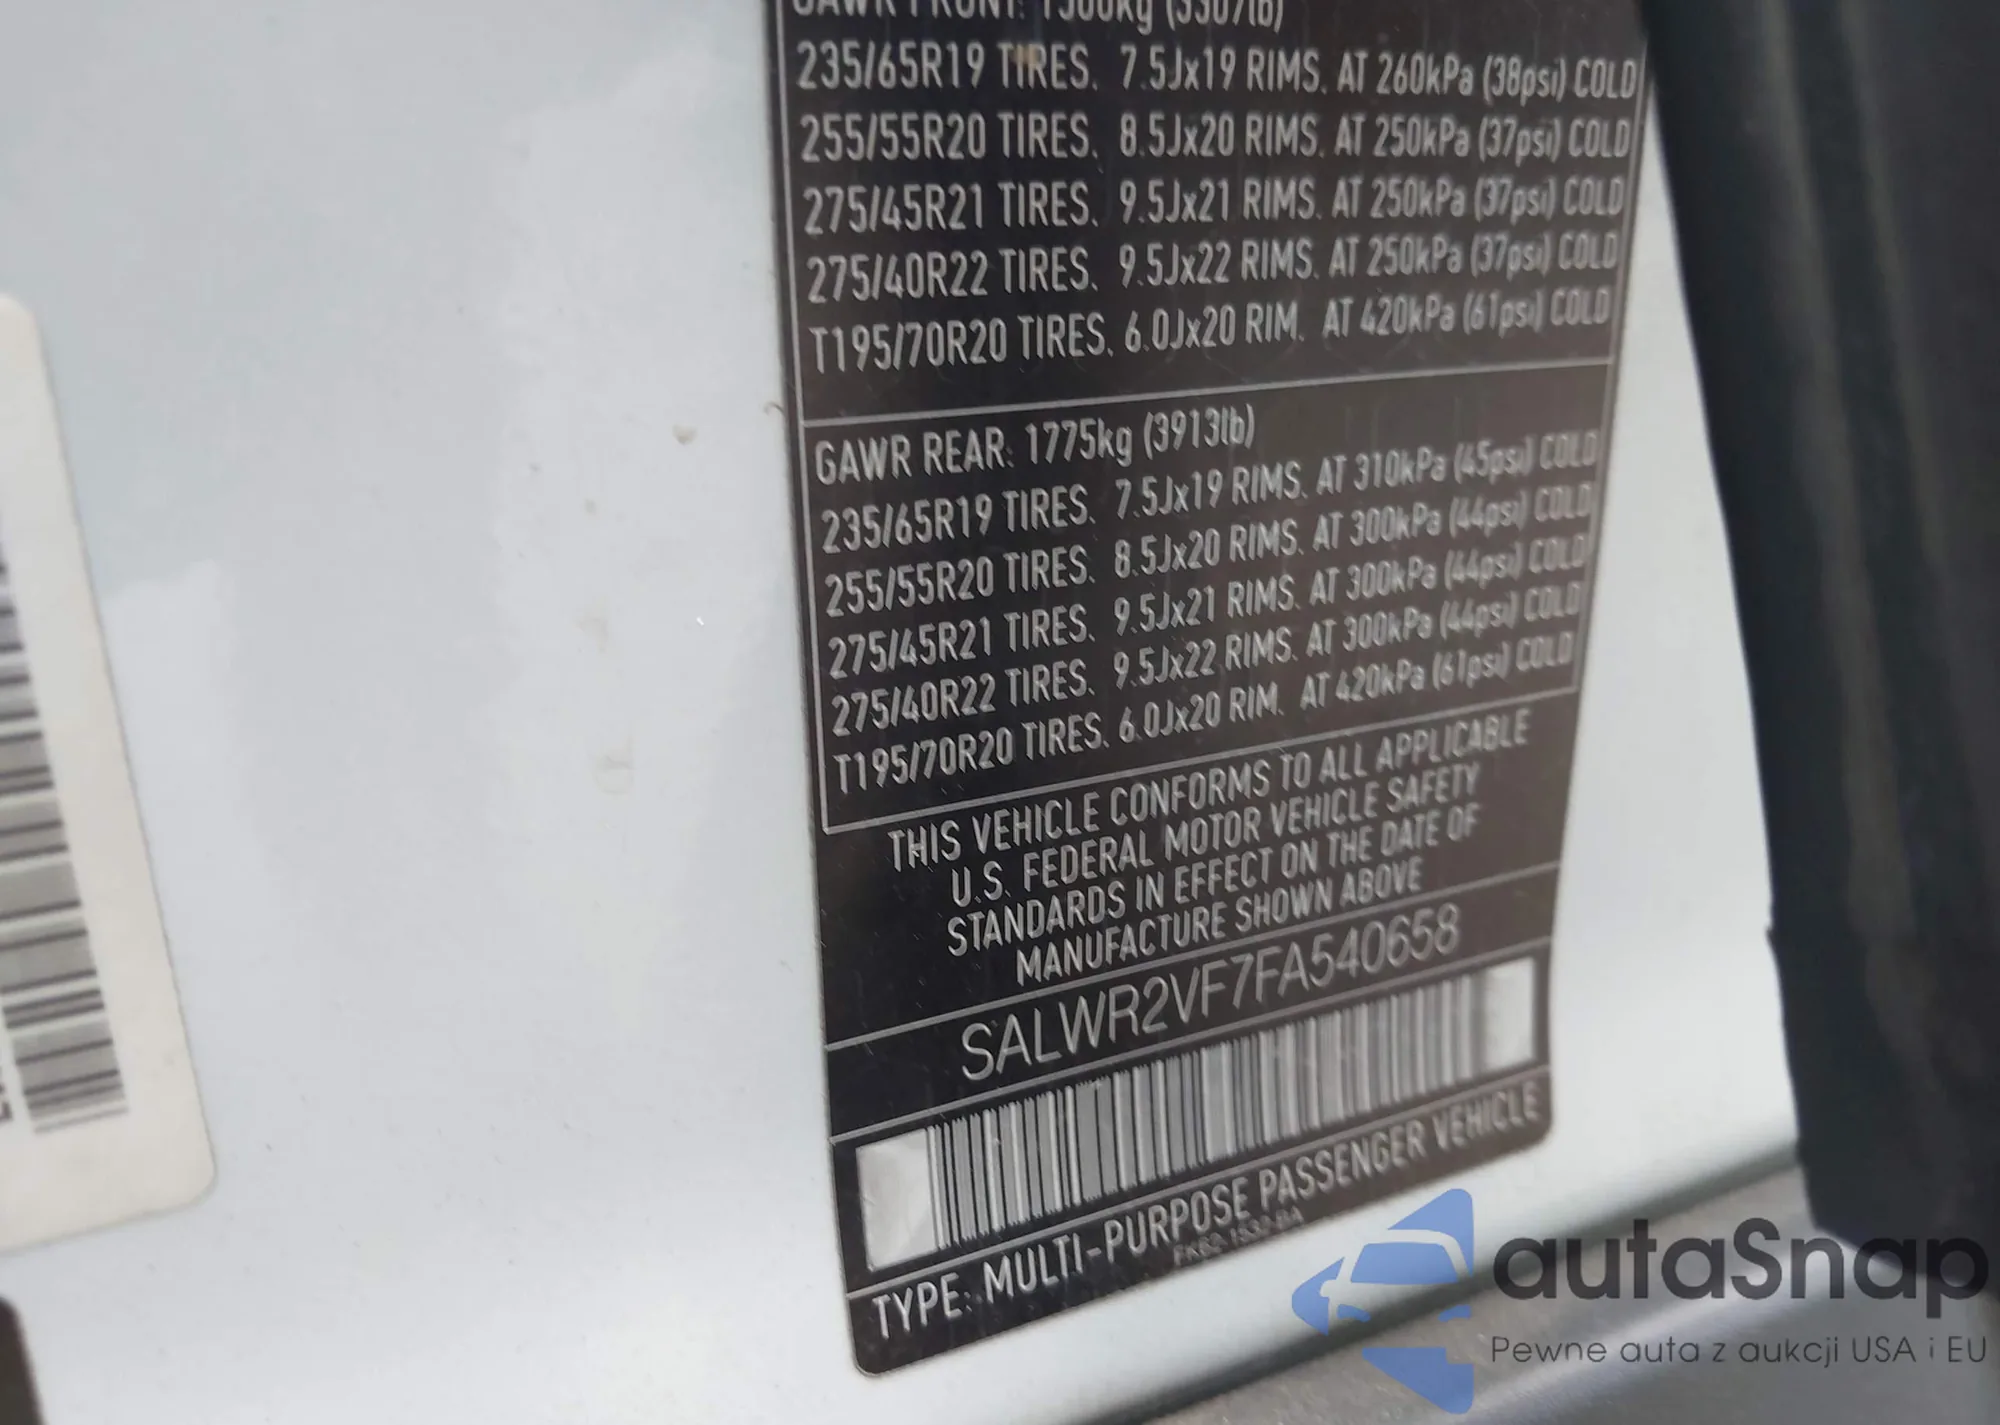 GAWR FRONT: 1500kg (3307lb)
235/65R19 TIRES. 7.5Jx19 RIMS. AT 260kPa (38psi) COLD
255/55R20 TIRES. 8.5Jx20 RIMS. AT 250kPa (37psi) COLD
275/45R21 TIRES. 9.5Jx21 RIMS. AT 250kPa (37psi) COLD
275/40R22 TIRES. 9.5Jx22 RIMS. AT 250kPa (37psi) COLD
T195/70R20 TIRES. 6.0Jx20 RIM. AT 420kPa (61psi) COLD
GAWR REAR: 1775kg (3913lb)
235/65R19 TIRES. 7.5Jx19 RIMS. AT 310kPa (45psi) COLD
255/55R20 TIRES. 8.5Jx20 RIMS. AT 300kPa (44psi) COLD
275/45R21 TIRES. 9.5Jx21 RIMS. AT 300kPa (44psi) COLD
275/40R22 TIRES. 9.5Jx22 RIMS. AT 300kPa (44psi) COLD
T195/70R20 TIRES. 6.0Jx20 RIM. AT 420kPa (61psi) COLD
THIS VEHICLE CONFORMS TO ALL APPLICABLE
U.S. FEDERAL MOTOR VEHICLE SAFETY
STANDARDS IN EFFECT ON THE DATE OF
MANUFACTURE SHOWN ABOVE
SALWR2VF7FA540658
TYPE: MULTI-PURPOSE PASSENGER VEHICLE
autaSnap
Pewne auta z aukcji USA i EU